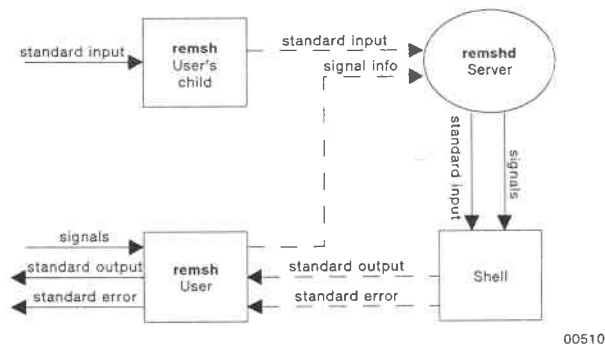 standard input
remsh
User's
child
standard input
signal info
remshd
Server
standard input
signals
signals
standard output
standard error
remsh
User
standard output
standard error
Shell
00510